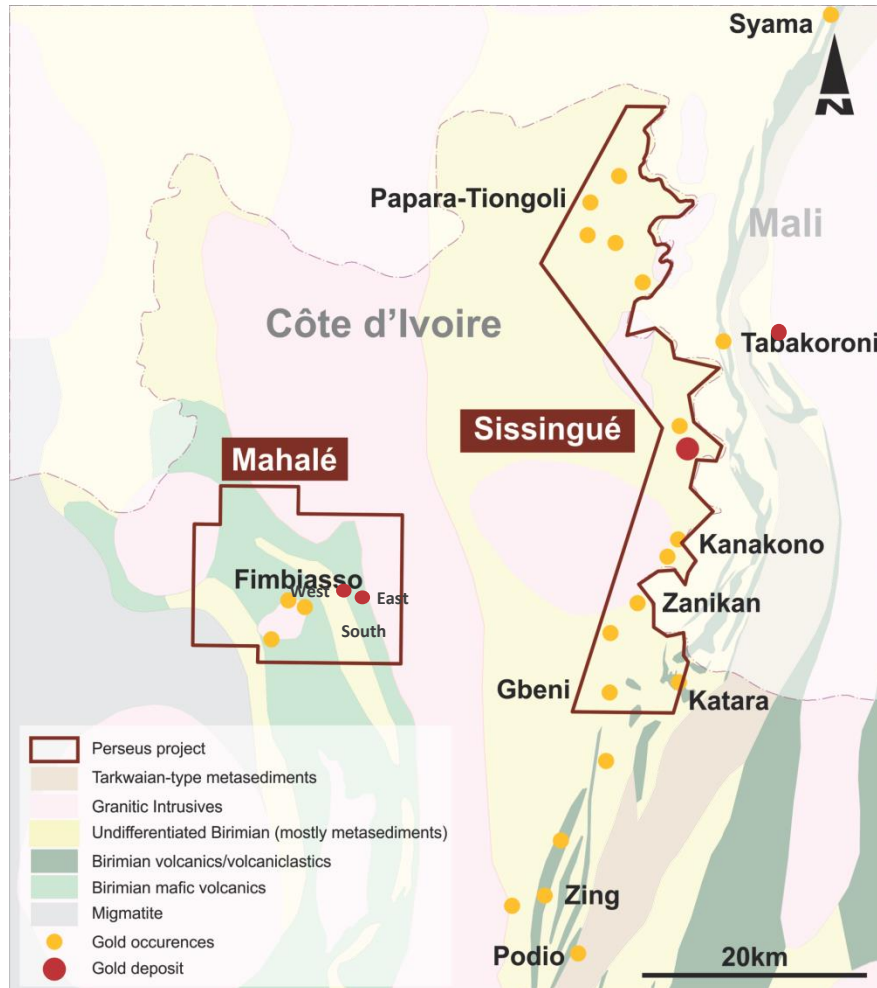 Syama
N
Papara-Tiongoli
Mali
Côte d'Ivoire
Tabakoroni
Sissingué
Mahalé
Kanakono
Fimbiasso
West
East
Zanikan
South
Gbeni
Katara
Perseus project
Tarkwaian-type metasediments
Granitic Intrusives
Undifferentiated Birimian (mostly metasediments)
Birimian volcanics/volcaniclastics
Birimian mafic volcanics
Migmatite
Gold occurences
Gold deposit
Zing
Podio
20km